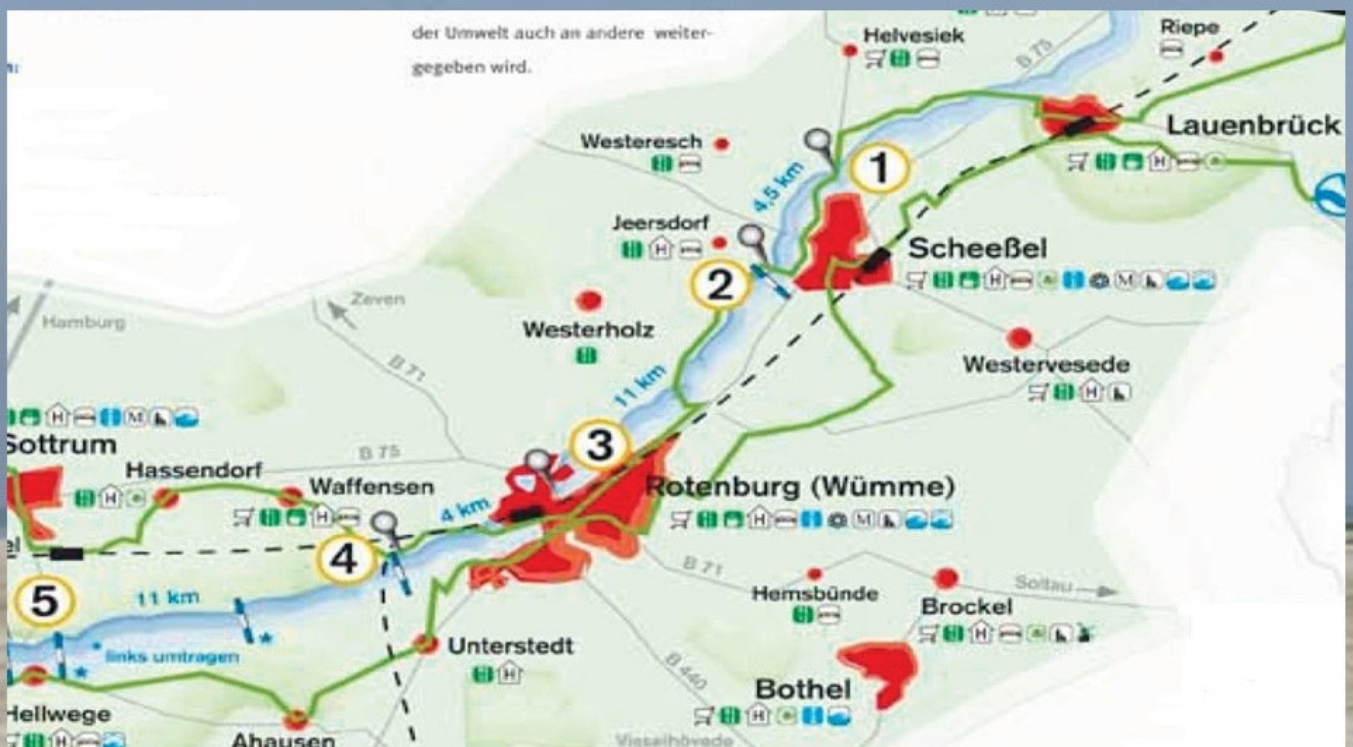 der Umwelt auch an andere weiter-
gegeben wird.
Helvesiek
B 75
Riepe
Lauenbrück
Westeresch
1
4,5 km
Jeersdorf
Scheeßel
M
2
Zeven
Hamburg
Westerholz
Westervesede
B 71
11 km
3
Sottrum
B 75
Hassendorf
Waffensen
Rotenburg (Wümme)
4 km
4
B 71
5
11 km
Hemsbünde
Soltau
Brockel
links umtragen
Unterstedt
B 440
Bothel
Hellwege
Ahausen
Visselhövede